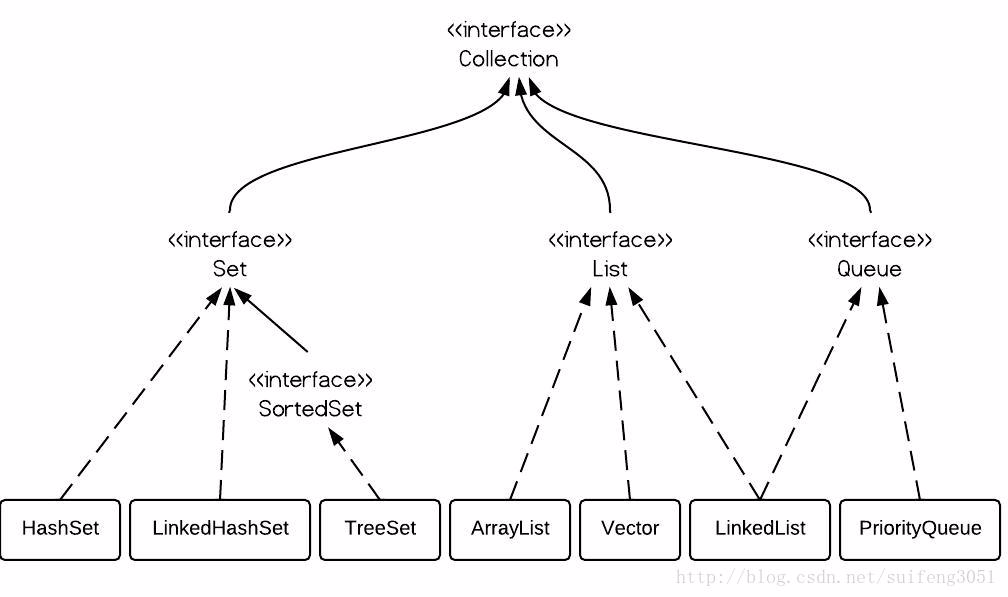 <<interface>>
Collection
<<interface>>
Set
<<interface>>
List
<<interface>>
Queue
<<interface>>
SortedSet
HashSet
LinkedHashSet
TreeSet
ArrayList
Vector
LinkedList
PriorityQueue
http://blog.csdn.net/suifeng3051